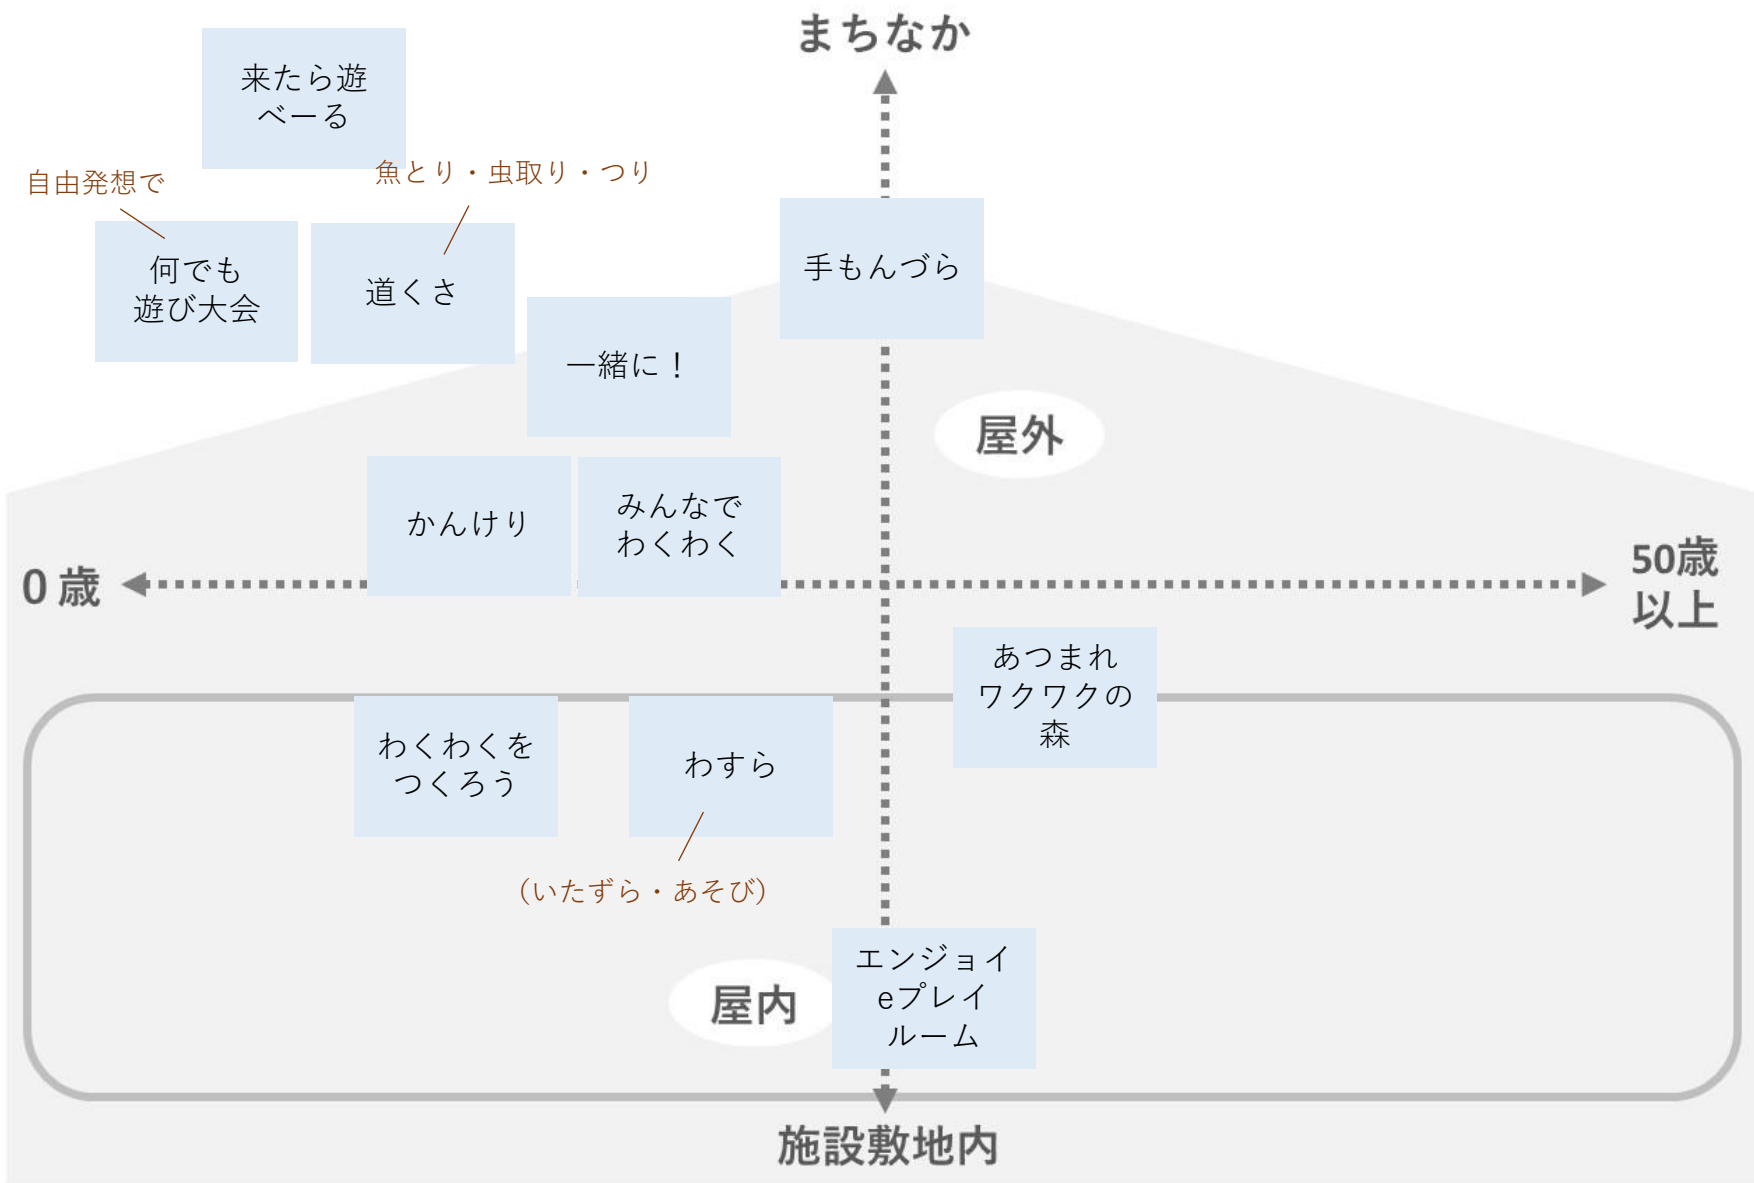 まちなか
来たら遊
べーる
自由発想で
魚とり・虫取り・つり
何でも
遊び大会
道くさ
手もんづら
一緒に！
屋外
かんけり
みんなで
わくわく
0 歳
50歳
以上
あつまれ
ワクワクの
森
わくわくを
つくろう
わすら
（いたずら・あそび）
屋内
エンジョイ
eプレイ
ルーム
施設敷地内